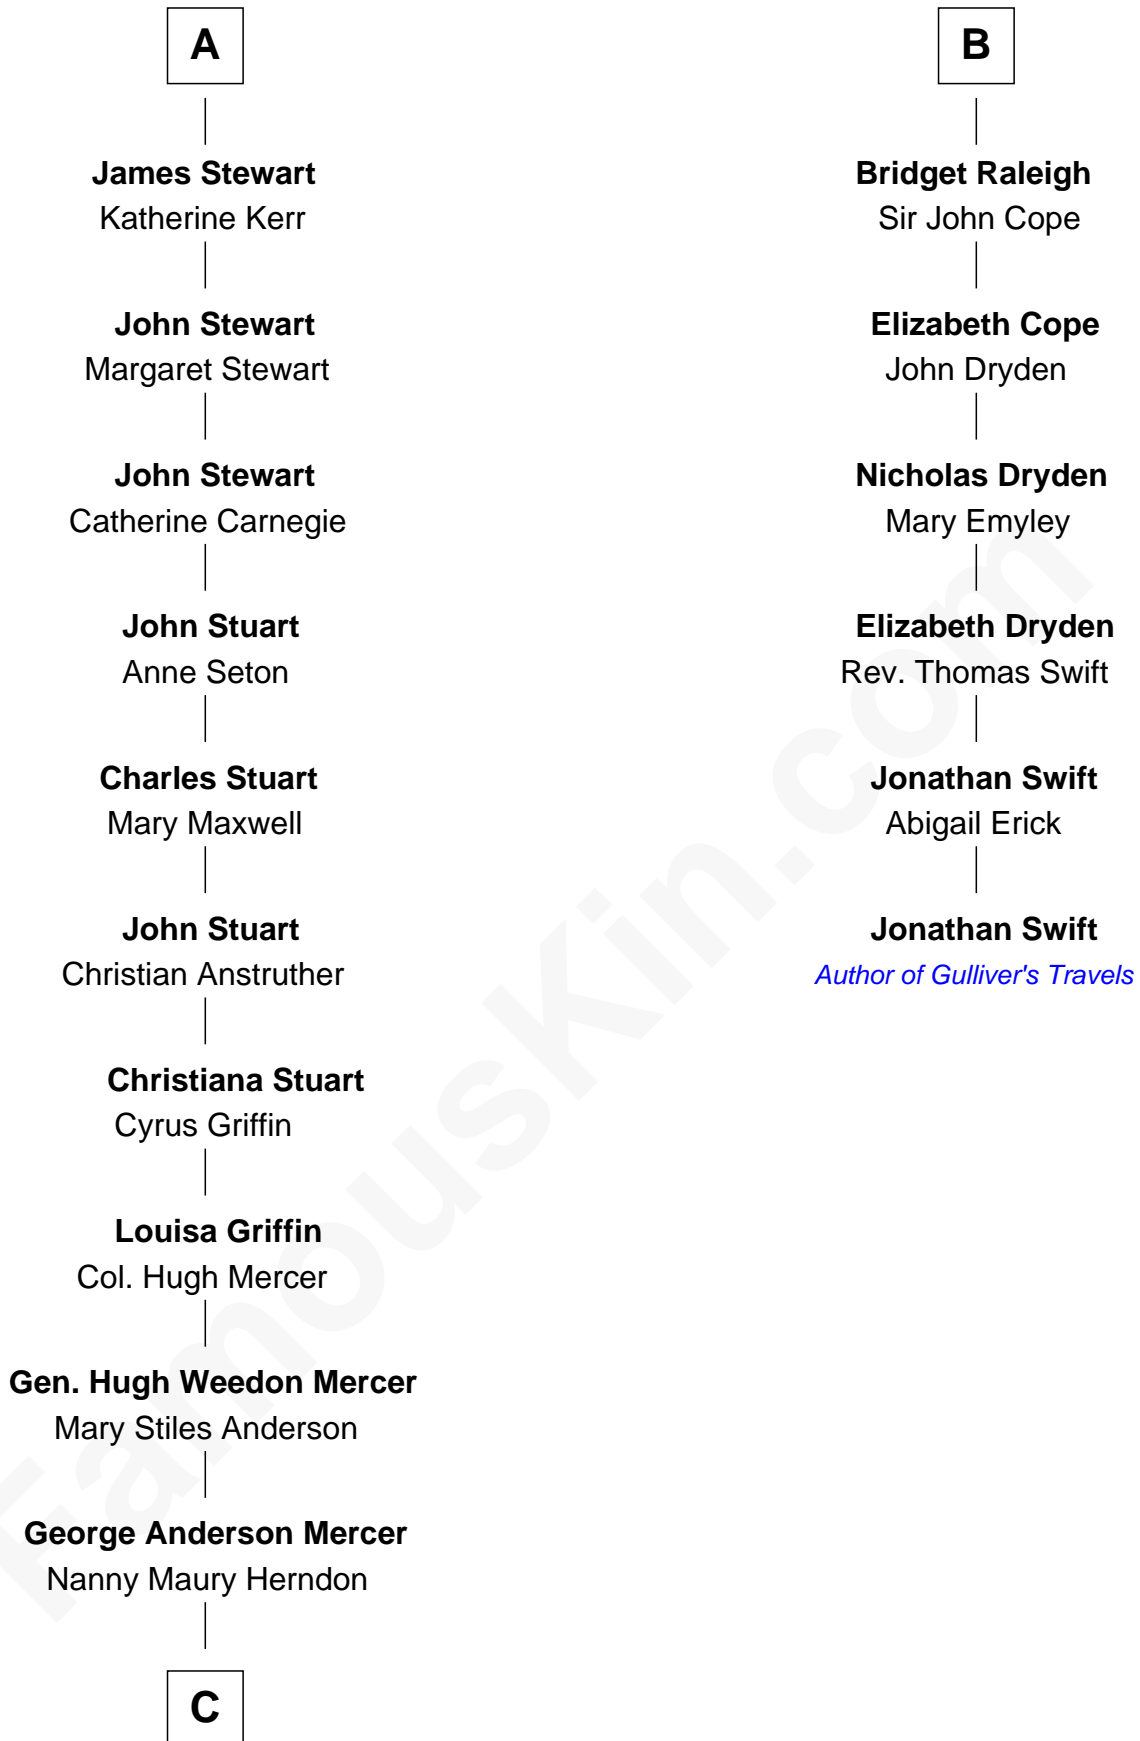 A
James Stewart
Katherine Kerr
John Stewart
Margaret Stewart
John Stewart
Catherine Carnegie
John Stuart
Anne Seton
Charles Stuart
Mary Maxwell
John Stuart
Christian Anstruther
Christiana Stuart
Cyrus Griffin
Louisa Griffin
Col. Hugh Mercer
Gen. Hugh Weedon Mercer
Mary Stiles Anderson
George Anderson Mercer
Nanny Maury Herndon
C
B
Bridget Raleigh
Sir John Cope
Elizabeth Cope
John Dryden
Nicholas Dryden
Mary Emyley
Elizabeth Dryden
Rev. Thomas Swift
Jonathan Swift
Abigail Erick
Jonathan Swift
Author of Gulliver's Travels
FamousKin.com